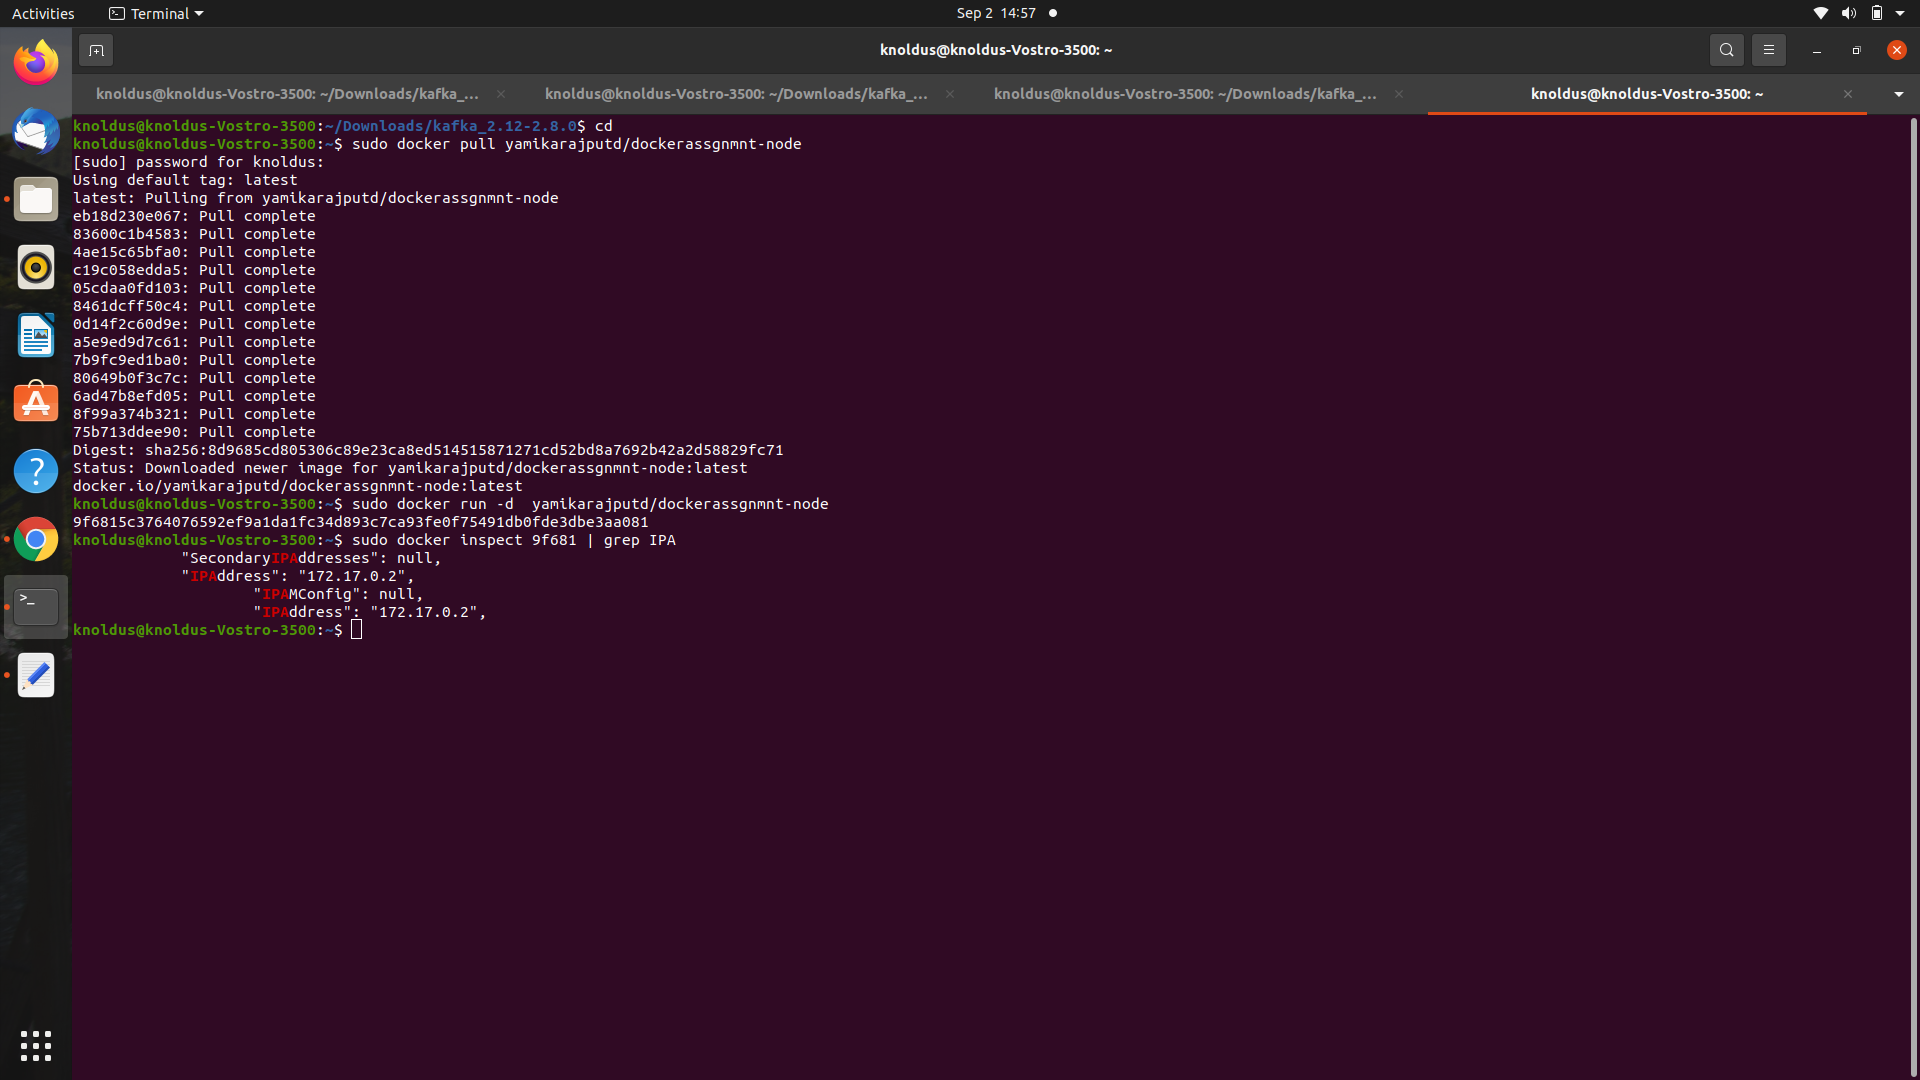 Activities
Terminal
Sep 2 14:57
knoldus@knoldus-Vostro-3500: ~
knoldus@knoldus-Vostro-3500: ~/Downloads/kafka_...
knoldus@knoldus-Vostro-3500: ~/Downloads/kafka_...
knoldus@knoldus-Vostro-3500: ~/Downloads/kafka_...
knoldus@knoldus-Vostro-3500: ~
knoldus@knoldus-Vostro-3500:~/Downloads/kafka_2.12-2.8.0$ cd
knoldus@knoldus-Vostro-3500:~$ sudo docker pull yamikarajputd/dockerassgnmnt-node
[sudo] password for knoldus:
Using default tag: latest
latest: Pulling from yamikarajputd/dockerassgnmnt-node
eb18d230e067: Pull complete
83600c1b4583: Pull complete
4ae15c65bfa0: Pull complete
c19c058edda5: Pull complete
05cdaa0fd103: Pull complete
8461dcff50c4: Pull complete
0d14f2c60d9e: Pull complete
a5e9ed9d7c61: Pull complete
7b9fc9ed1ba0: Pull complete
80649b0f3c7c: Pull complete
6ad47b8efd05: Pull complete
8f99a374b321: Pull complete
75b713ddee90: Pull complete
Digest: sha256:8d9685cd805306c89e23ca8ed514515871271cd52bd8a7692b42a2d58829fc71
Status: Downloaded newer image for yamikarajputd/dockerassgnmnt-node:latest
docker.io/yamikarajputd/dockerassgnmnt-node:latest
knoldus@knoldus-Vostro-3500:~$ sudo docker run -d  yamikarajputd/dockerassgnmnt-node
9f6815c3764076592ef9a1da1fc34d893c7ca93fe0f75491db0fde3dbe3aa081
knoldus@knoldus-Vostro-3500:~$ sudo docker inspect 9f681 | grep IPA
            "SecondaryIPAddresses": null,
            "IPAddress": "172.17.0.2",
                    "IPAMConfig": null,
                    "IPAddress": "172.17.0.2",
knoldus@knoldus-Vostro-3500:~$